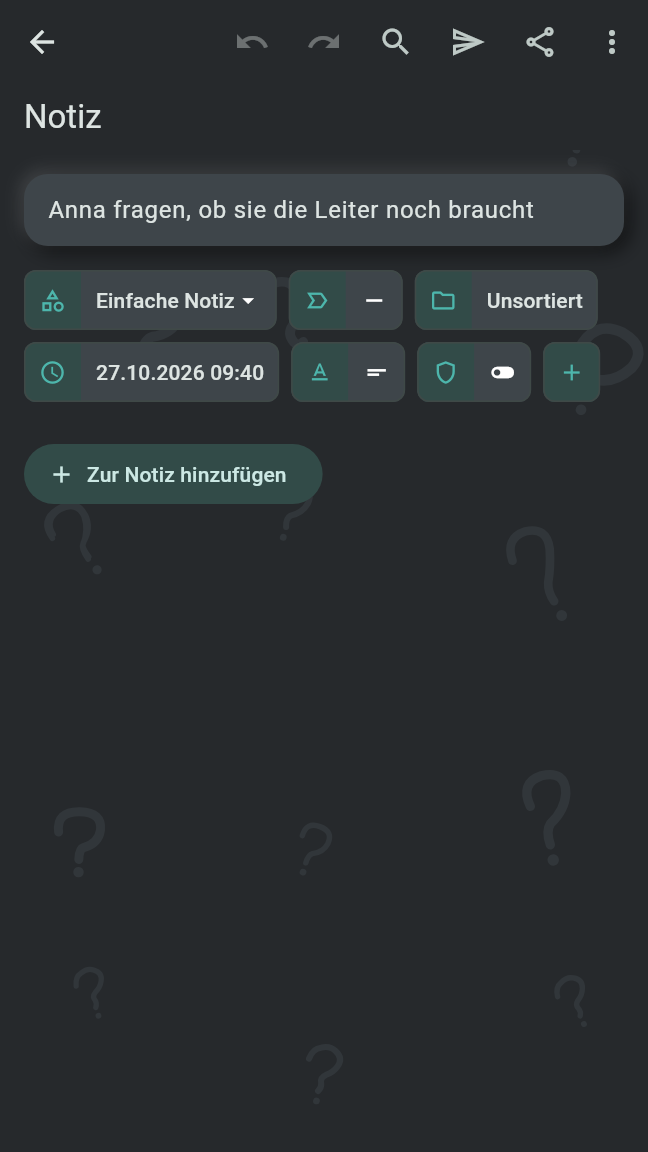 Notiz
Anna fragen, ob sie die Leiter noch braucht
Einfache Notiz
Unsortiert
27.10.2026 09:40
Zur Notiz hinzufügen